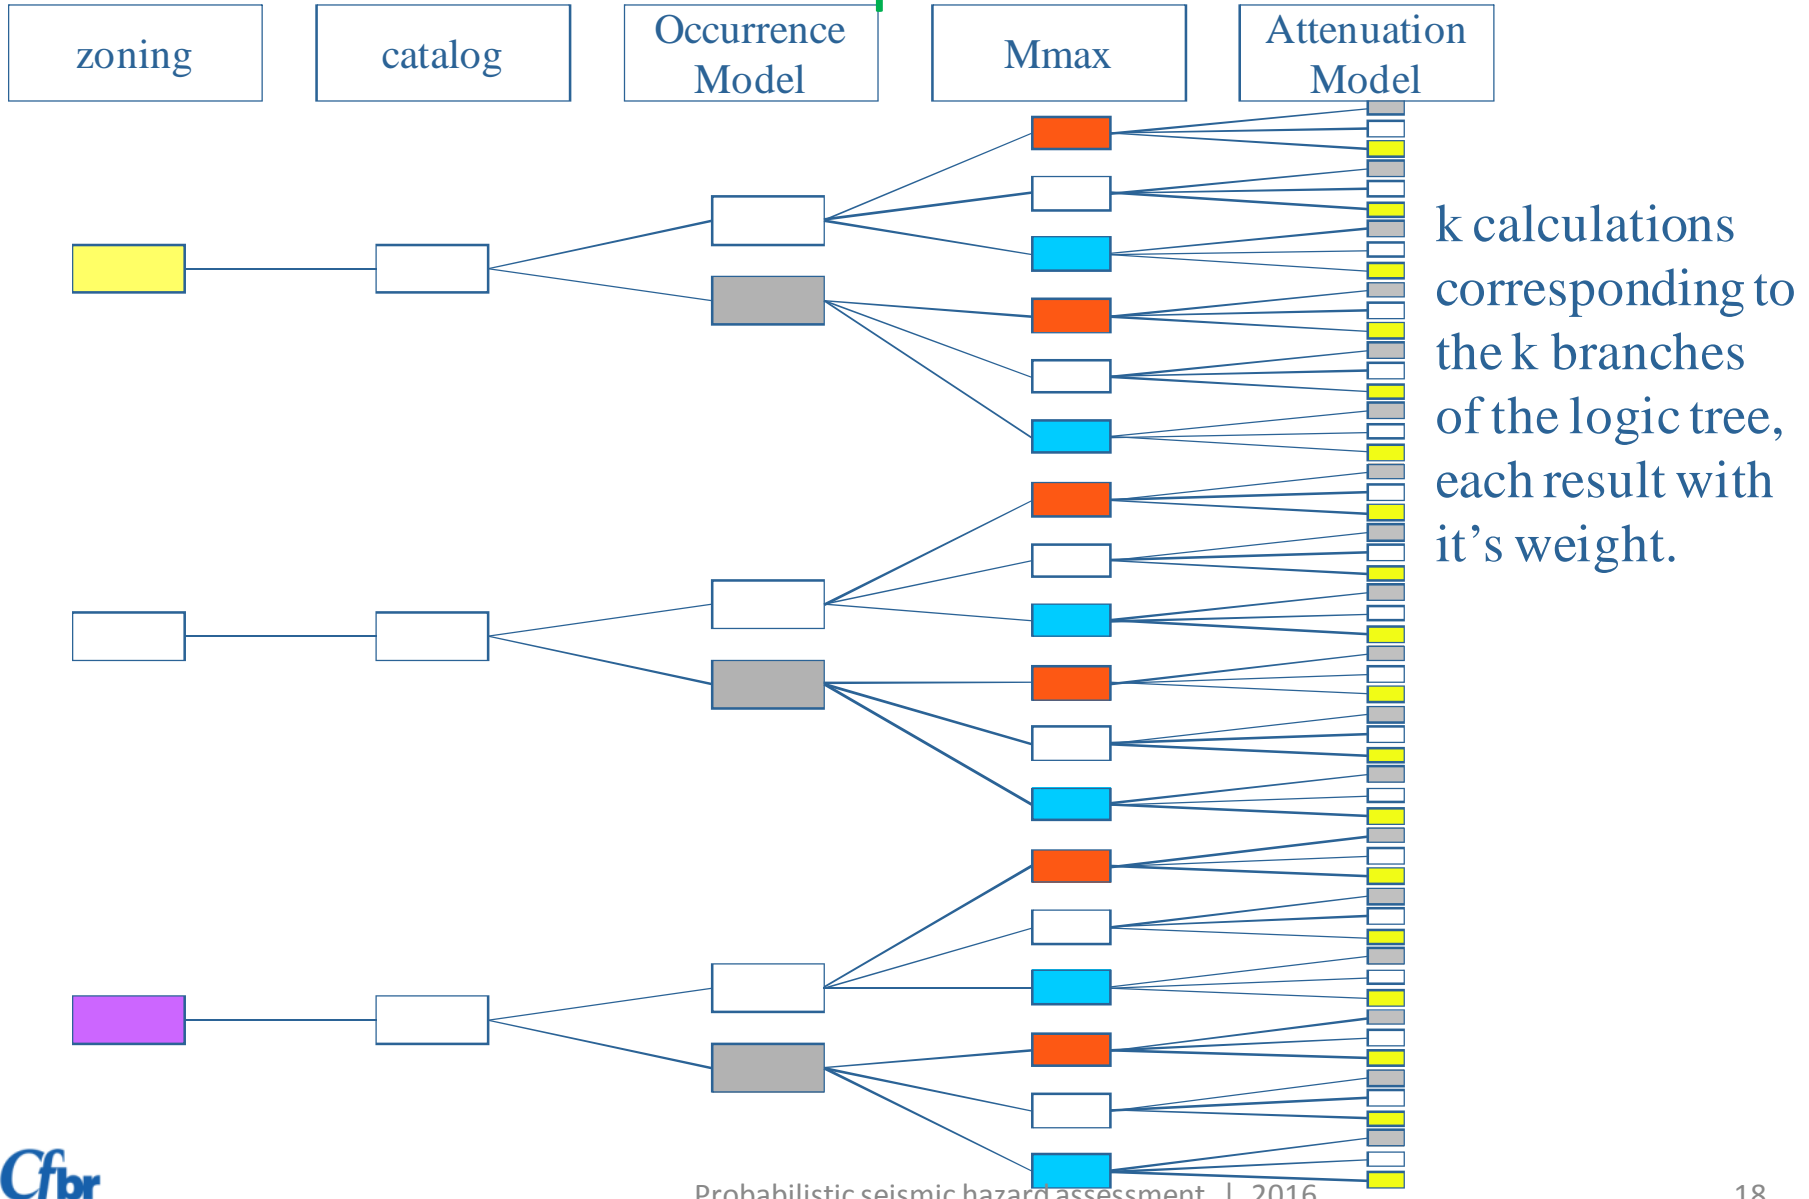 zoning
catalog
Occurrence
Model
Mmax
Attenuation
Model
k calculations
corresponding to
the k branches
of the logic tree,
each result with
it’s weight.
Cfbr
Probabilistic seismic hazard assessment | 2016
18